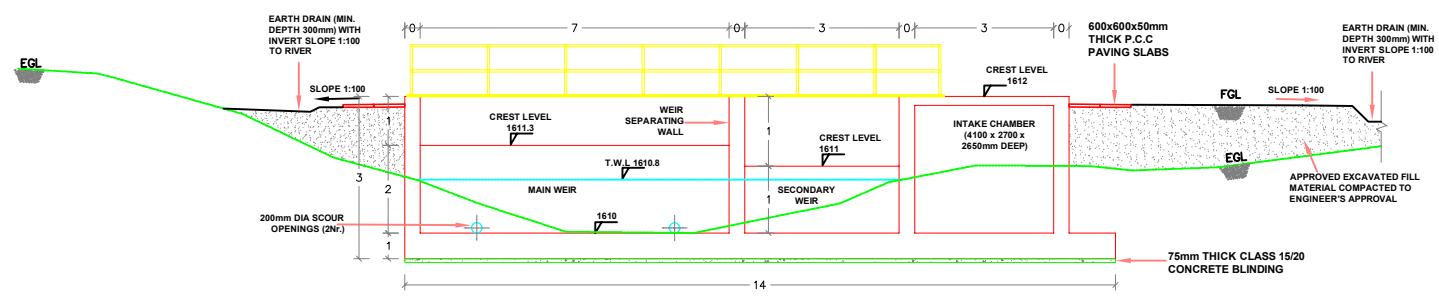 EARTH DRAIN (MIN.
DEPTH 300mm) WITH
INVERT SLOPE 1:100
TO RIVER
0
7
0
3
0
3
0
600x600x50mm
THICK P.C.C
PAVING SLABS
EARTH DRAIN (MIN.
DEPTH 300mm) WITH
INVERT SLOPE 1:100
TO RIVER
EGL
SLOPE 1:100
CREST LEVEL
1612
SLOPE 1:100
FGL
CREST LEVEL
1611.3
WEIR
SEPARATING
WALL
INTAKE CHAMBER
(4100 x 2700 x
2650mm DEEP)
1
1
CREST LEVEL
1611
T.W.L 1610.8
EGL
3
2
MAIN WEIR
SECONDARY
WEIR
1
APPROVED EXCAVATED FILL
MATERIAL COMPACTED TO
ENGINEER'S APPROVAL
200mm DIA SCOUR
OPENINGS (2Nr.)
1610
1
75mm THICK CLASS 15/20
CONCRETE BLINDING
14